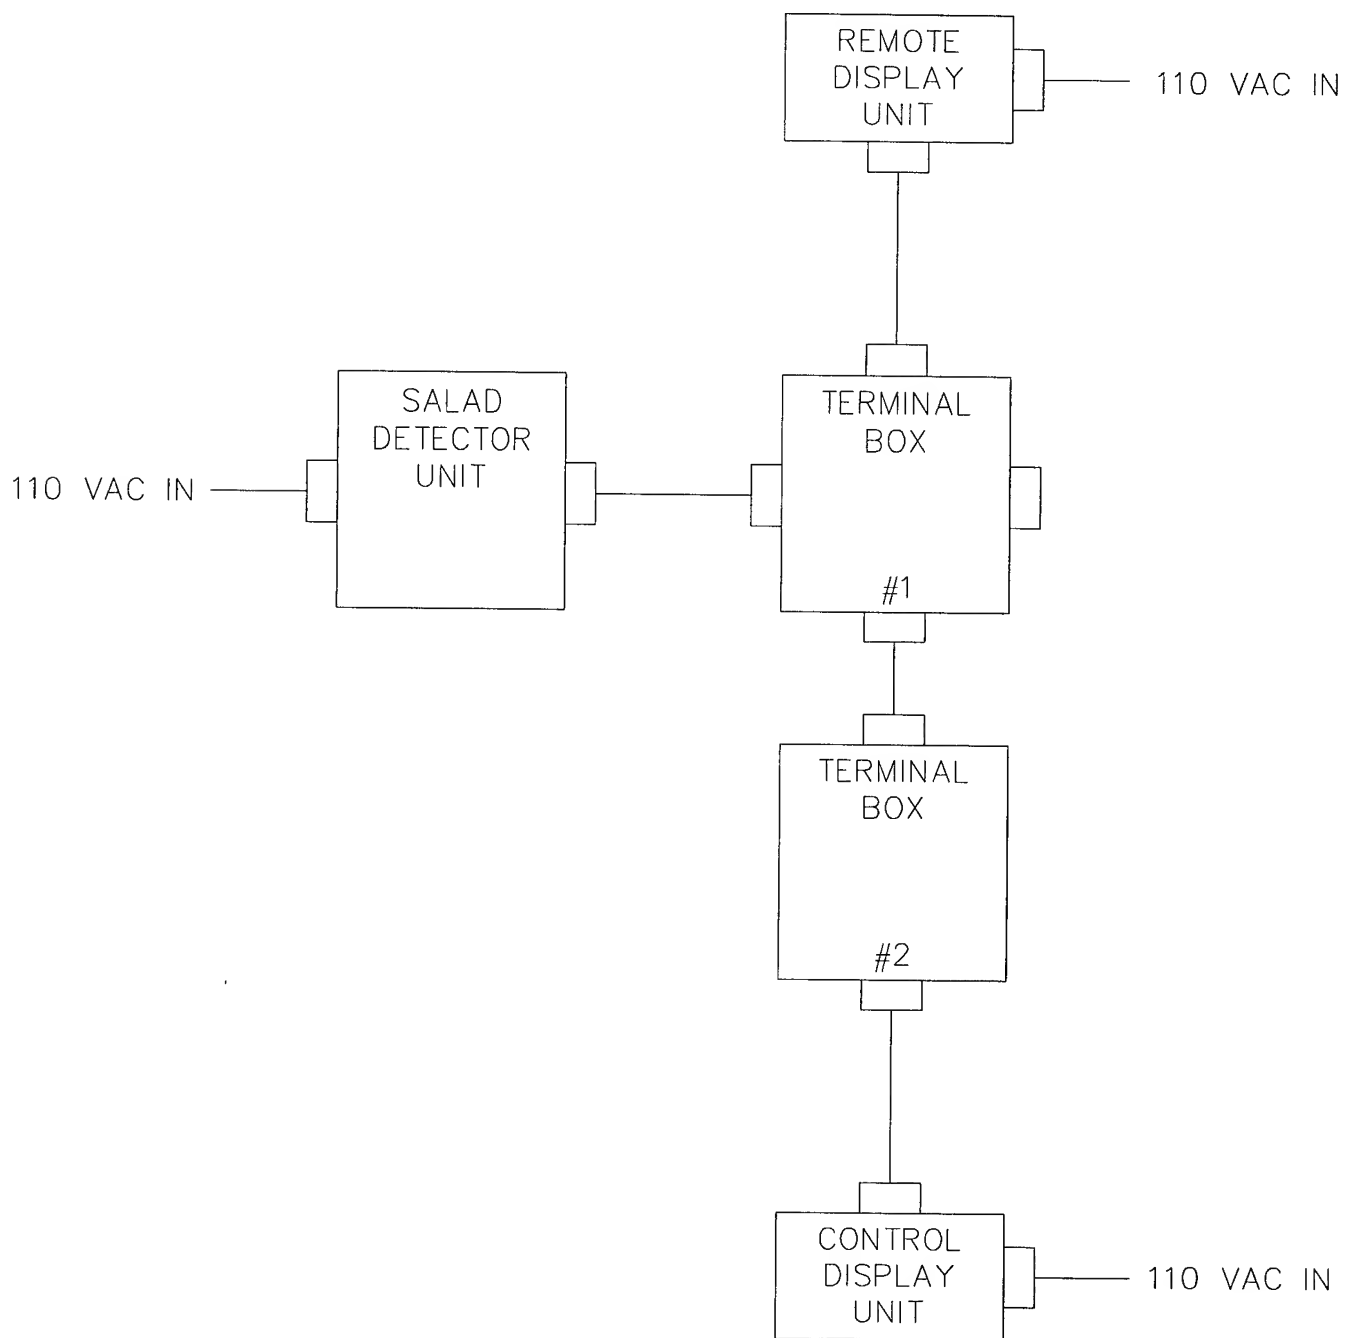 REMOTE
DISPLAY
UNIT
110 VAC IN
SALAD
DETECTOR
UNIT
110 VAC IN
TERMINAL
BOX
#1
TERMINAL
BOX
#2
CONTROL
DISPLAY
UNIT
110 VAC IN